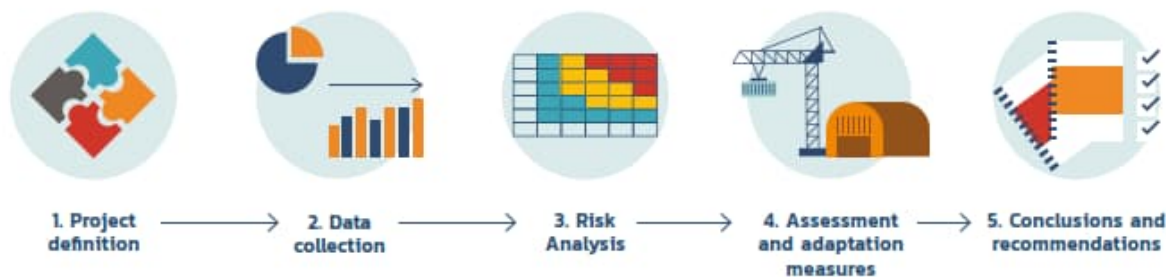 1. Project
definition
2. Data
collection
3. Risk
Analysis
4. Assessment
and adaptation
measures
5. Conclusions and
recommendations